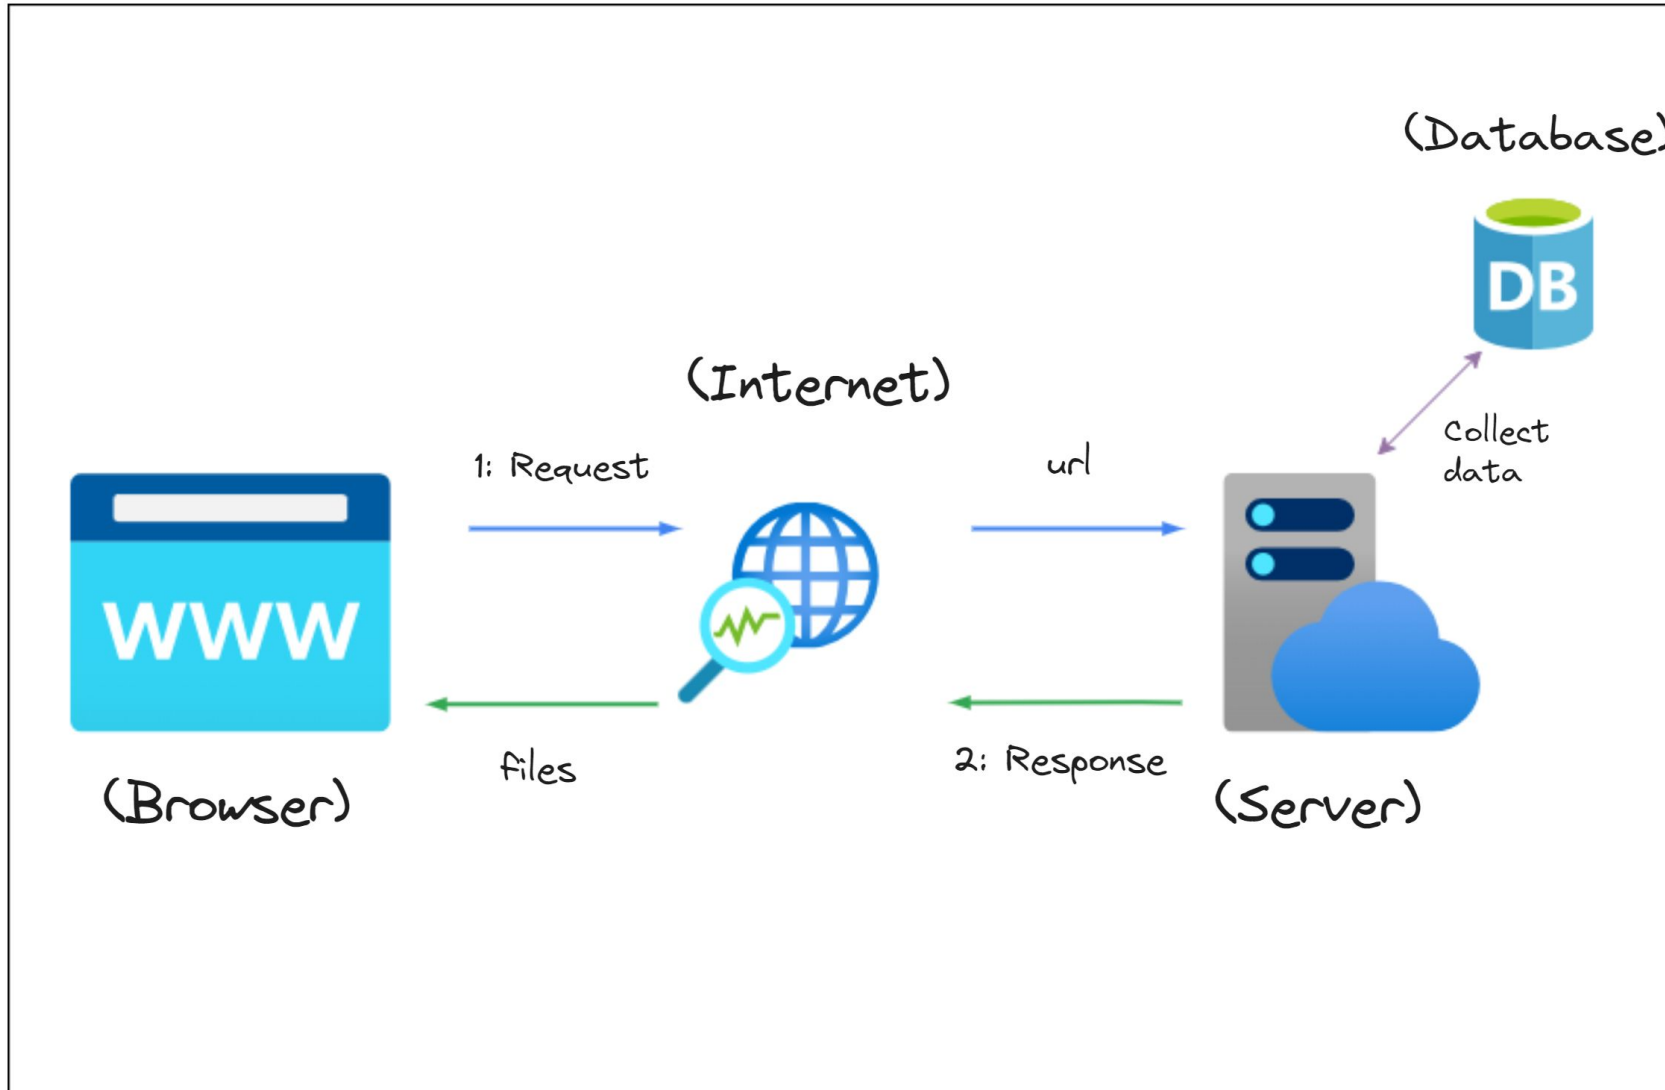 (Database)
DB
(Internet)
Collect
data
1: Request
url
www
files
2: Response
(Browser)
(Server)